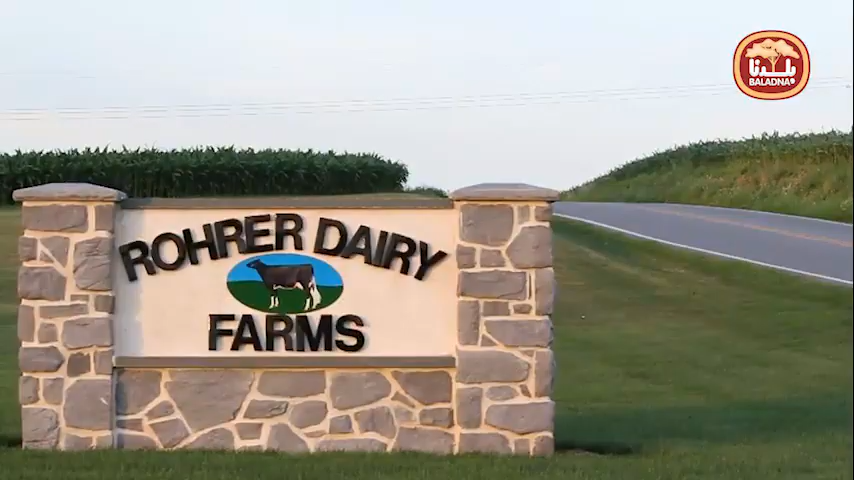 بلدنا
BALADNA
ROHRER DAIRY
FARMS